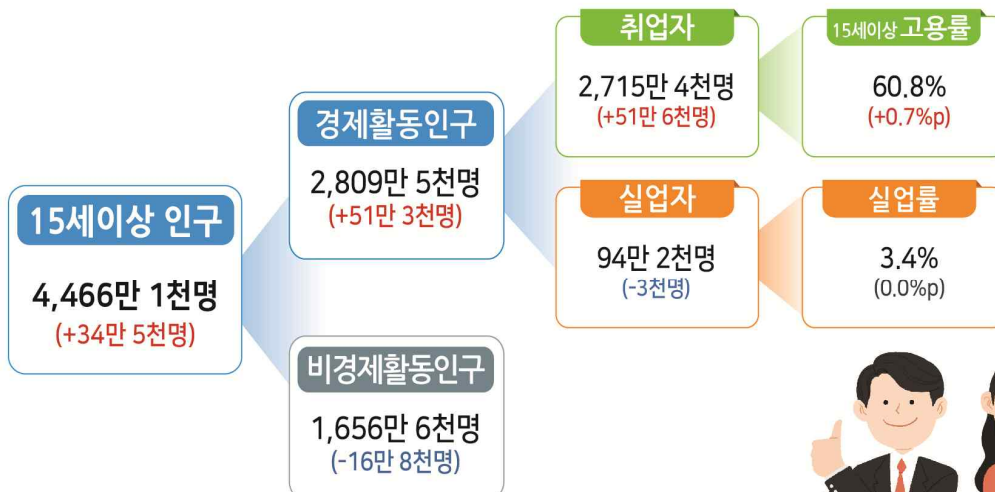 15세이상 인구
4,466만 1천명
(+34만 5천명)
경제활동인구
2,809만 5천명
(+51만 3천명)
비경제활동인구
1,656만 6천명
(-16만 8천명)
취업자
2,715만 4천명
(+51만 6천명)
15세이상 고용률
60.8%
(+0.7%p)
실업자
94만 2천명
(-3천명)
실업률
3.4%
(0.0%p)